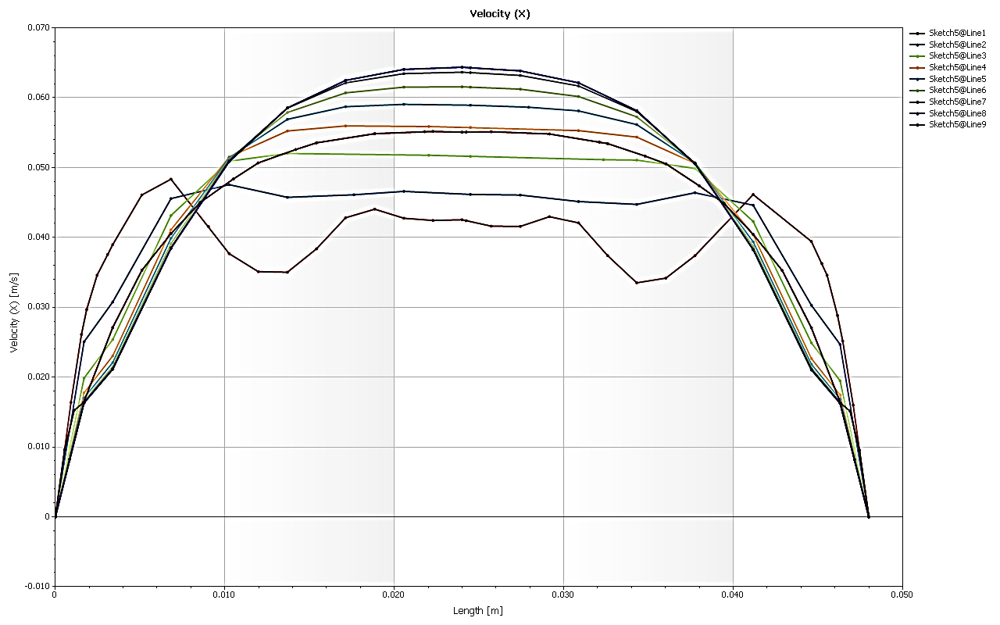 Velocity (X)
0.070
0.060
0.050
0.040
0.030
0.020
0.010
0
-0.010
Velocity (X) [m/s]
0
0.010
0.020
0.030
0.040
0.050
Length [m]
Sketch5@Line1
Sketch5@Line2
Sketch5@Line3
Sketch5@Line4
Sketch5@Line5
Sketch5@Line6
Sketch5@Line7
Sketch5@Line8
Sketch5@Line9